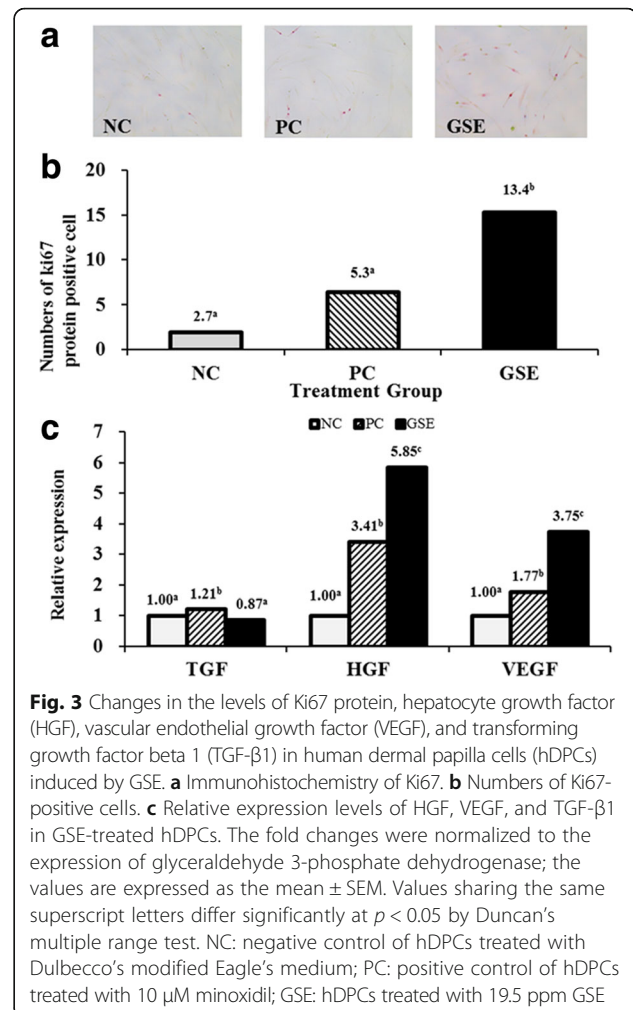 a
NC
PC
GSE
b
Numbers of ki67
protein positive cell
20
15
10
5
0
2.7ᵃ
5.3ᵃ
13.4ᵇ
NC
PC
GSE
Treatment Group
c
Relative expression
NC PC GSE
7
6
5
4
3
2
1
0
1.00ᵃ
1.21ᵇ
0.87ᵃ
1.00ᵃ
3.41ᵇ
5.85ᶜ
1.00ᵃ
1.77ᵇ
3.75ᶜ
TGF
HGF
VEGF
Fig. 3 Changes in the levels of Ki67 protein, hepatocyte growth factor
(HGF), vascular endothelial growth factor (VEGF), and transforming
growth factor beta 1 (TGF-β1) in human dermal papilla cells (hDPCs)
induced by GSE. a Immunohistochemistry of Ki67. b Numbers of Ki67-
positive cells. c Relative expression levels of HGF, VEGF, and TGF-β1
in GSE-treated hDPCs. The fold changes were normalized to the
expression of glyceraldehyde 3-phosphate dehydrogenase; the
values are expressed as the mean ± SEM. Values sharing the same
superscript letters differ significantly at p < 0.05 by Duncan's
multiple range test. NC: negative control of hDPCs treated with
Dulbecco's modified Eagle's medium; PC: positive control of hDPCs
treated with 10 μM minoxidil; GSE: hDPCs treated with 19.5 ppm GSE